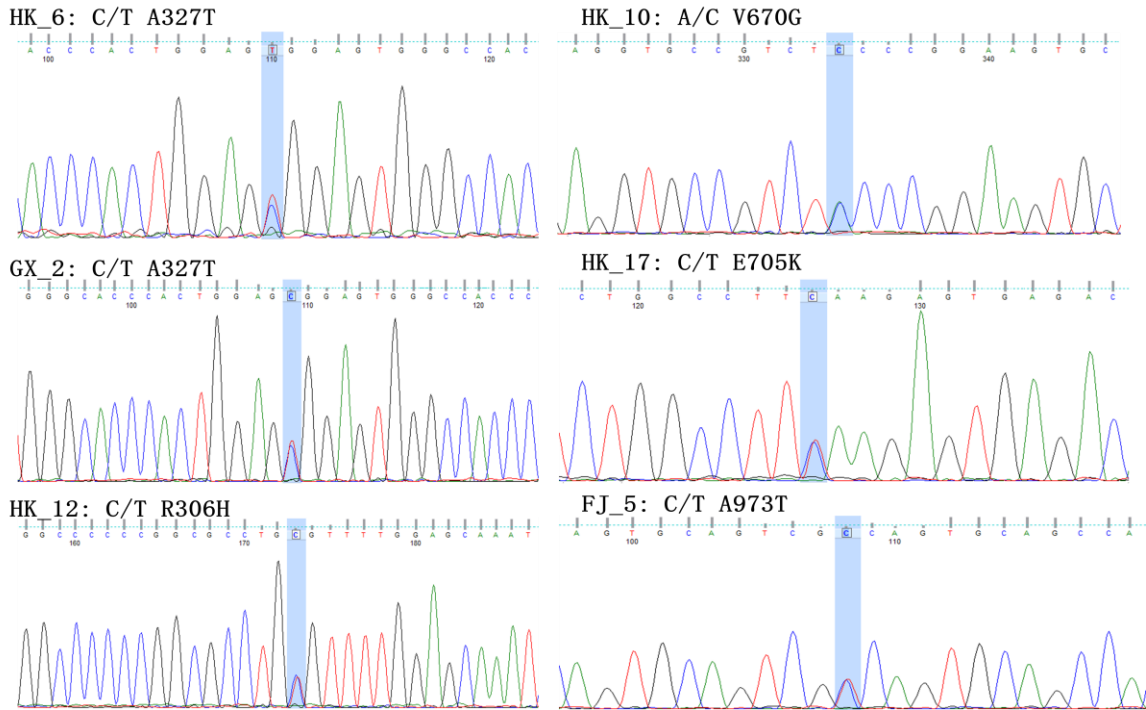 HK_6: C/T A327T
A C C C A C T G G A G T G G A G T G G G C C A C
100 110 120
GX_2: C/T A327T
G G G C A C C C A C T G G A G C G G A G T G G G C C A C C C
100 110 120
HK_12: C/T R306H
G G C C C C C C G G C G C C T G C G T T T T G G A G C A A A T
160 170 180
HK_10: A/C V670G
A G G T G C C G T C T C C C C G G A A G T G C
330 340
HK_17: C/T E705K
C T G G C C T T C A A G A G T G A G A C
120 130
FJ_5: C/T A973T
A G T G C A G T C G C C A G T G C A G C C A
100 110